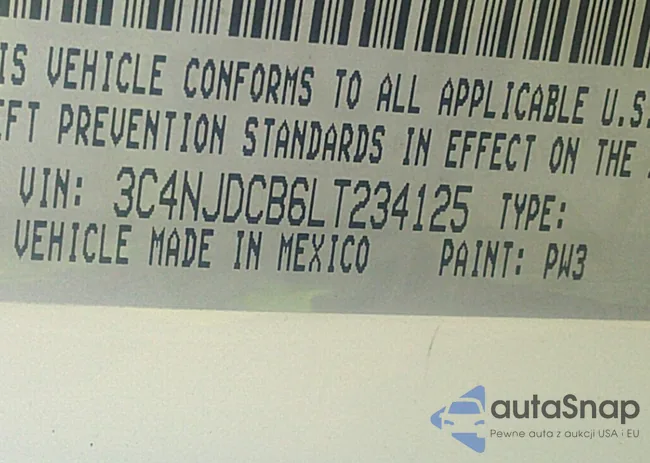 IS VEHICLE CONFORMS TO ALL APPLICABLE U.S.
EFT PREVENTION STANDARDS IN EFFECT ON THE
VIN: 3C4NJDCB6LT234125 TYPE:
VEHICLE MADE IN MEXICO PAINT: PW3
autaSnap
Pewne auta z aukcji USA i EU